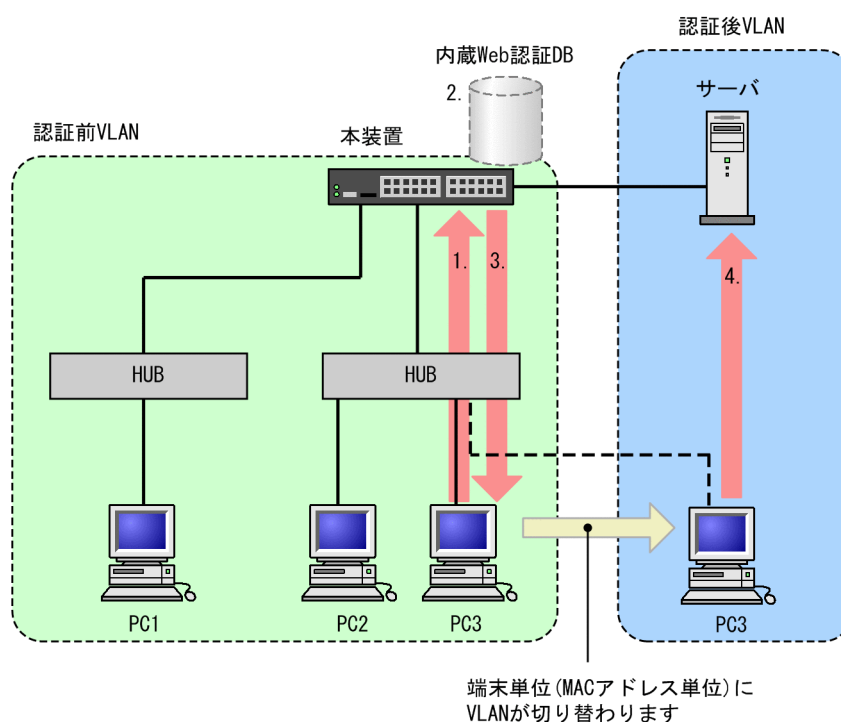 認証後VLAN
内蔵Web認証DB
2.
サーバ
認証前VLAN
本装置
1.
3.
4.
HUB
HUB
PC1
PC2
PC3
PC3
端末単位(MACアドレス単位)に
VLANが切り替わります